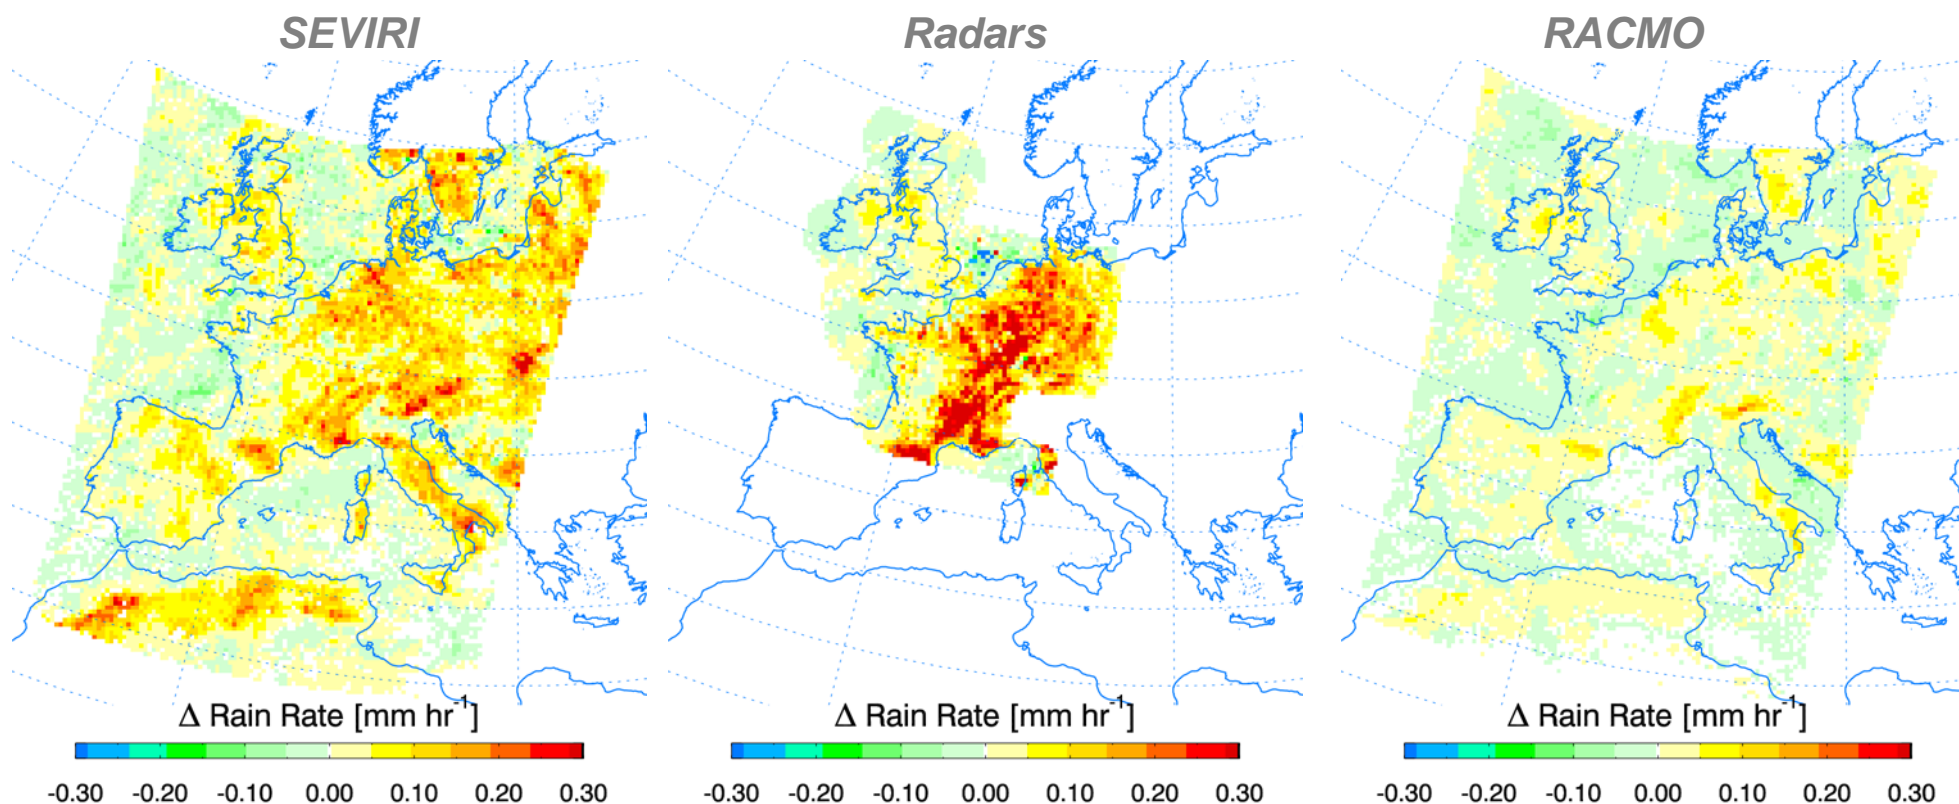 SEVIRI Radars RACMO
Δ Rain Rate [mm hr⁻¹] Δ Rain Rate [mm hr⁻¹] Δ Rain Rate [mm hr⁻¹]
-0.30 -0.20 -0.10 0.00 0.10 0.20 0.30 -0.30 -0.20 -0.10 0.00 0.10 0.20 0.30 -0.30 -0.20 -0.10 0.00 0.10 0.20 0.30